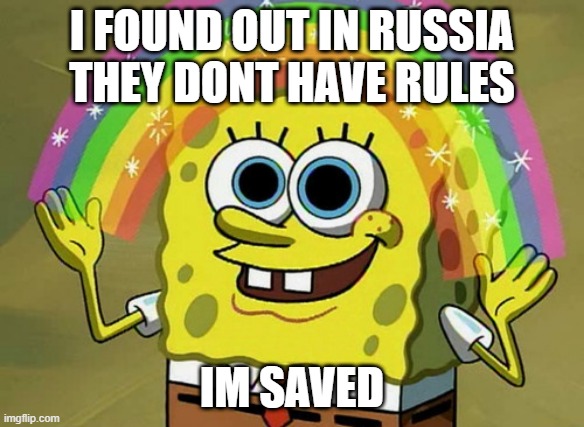 I FOUND OUT IN RUSSIA
THEY DONT HAVE RULES
IM SAVED
imgflip.com